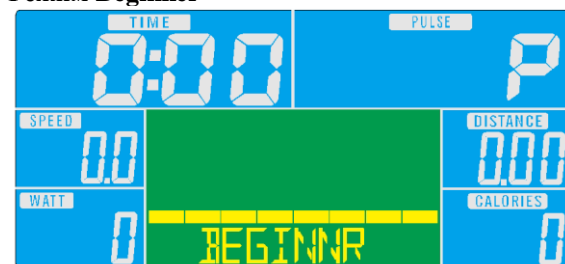 TIME
PULSE
0:00
P
SPEED
DISTANCE
0.0
0.00
WATT
CALORIES
0
0
BEGINNR